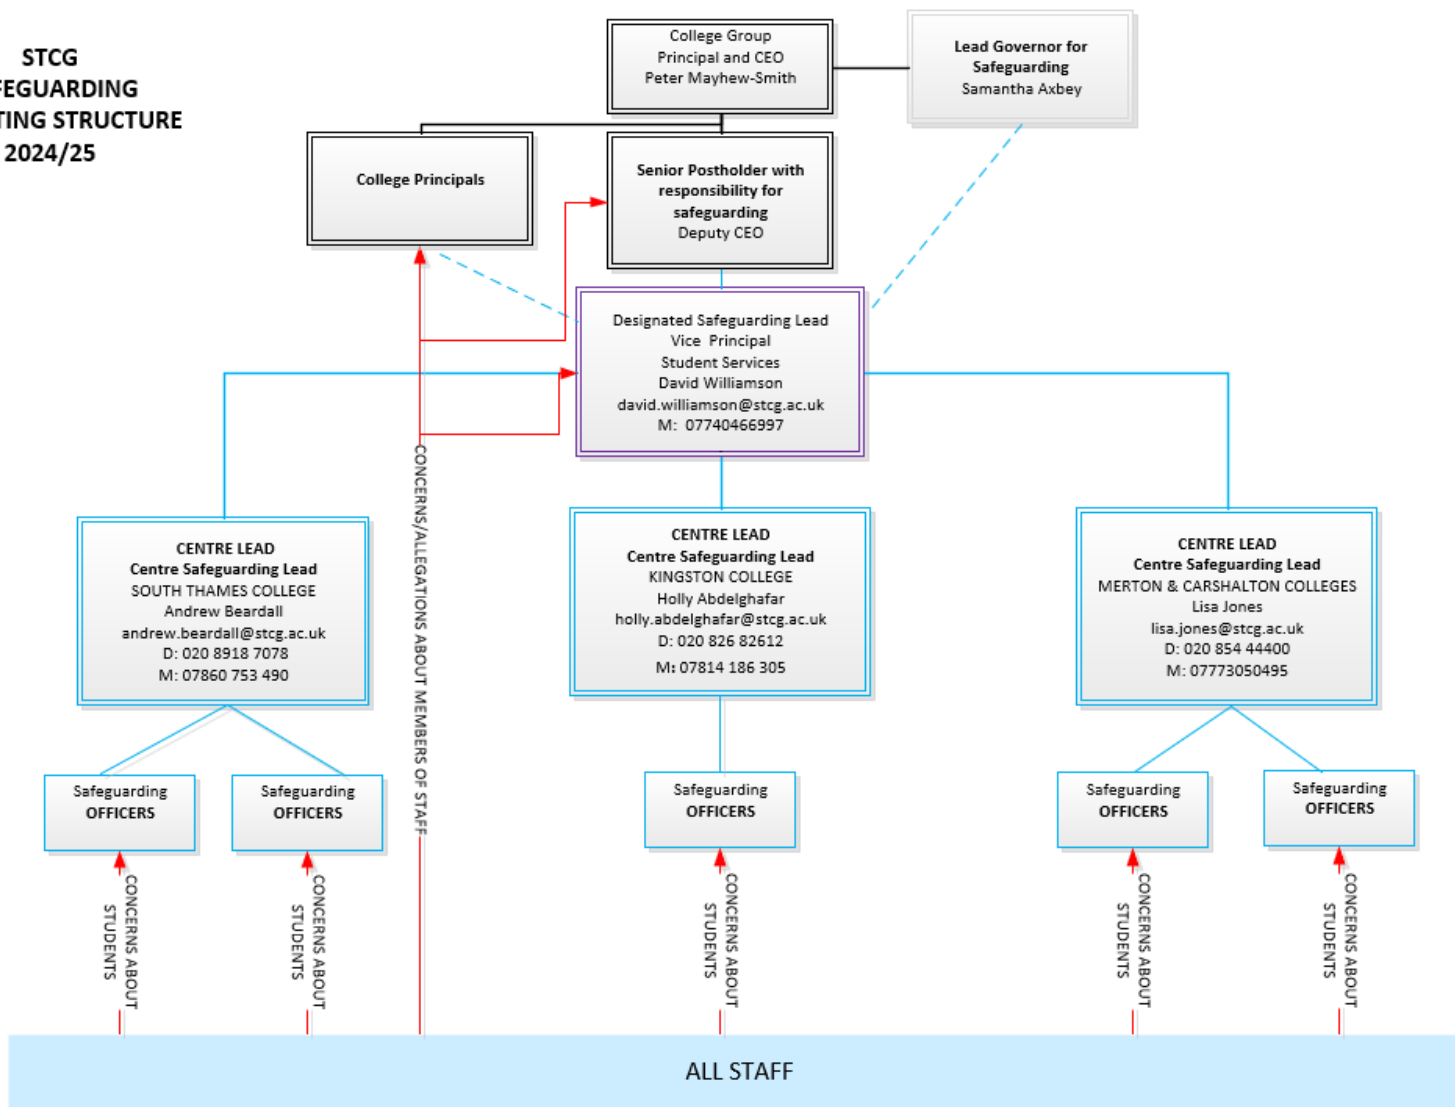 STCG
FEGUARDING
TING STRUCTURE
2024/25
College Group
Principal and CEO
Peter Mayhew-Smith
Lead Governor for
Safeguarding
Samantha Axbey
College Principals
Senior Postholder with
responsibility for
safeguarding
Deputy CEO
Designated Safeguarding Lead
Vice Principal
Student Services
David Williamson
david.williamson@stcg.ac.uk
M: 07740466997
CENTRE LEAD
Centre Safeguarding Lead
SOUTH THAMES COLLEGE
Andrew Beardall
andrew.beardall@stcg.ac.uk
D: 020 8918 7078
M: 07860 753 490
CONCERNS/ALLEGATIONS ABOUT MEMBERS OF STAFF
CENTRE LEAD
Centre Safeguarding Lead
KINGSTON COLLEGE
Holly Abdelghafar
holly.abdelghafar@stcg.ac.uk
D: 020 826 82612
M: 07814 186 305
CENTRE LEAD
Centre Safeguarding Lead
MERTON & CARSHALTON COLLEGES
Lisa Jones
lisa.jones@stcg.ac.uk
D: 020 854 44400
M: 07773050495
Safeguarding
OFFICERS
Safeguarding
OFFICERS
Safeguarding
OFFICERS
Safeguarding
OFFICERS
Safeguarding
OFFICERS
CONCERNS ABOUT
STUDENTS
CONCERNS ABOUT
STUDENTS
CONCERNS ABOUT
STUDENTS
CONCERNS ABOUT
STUDENTS
CONCERNS ABOUT
STUDENTS
ALL STAFF